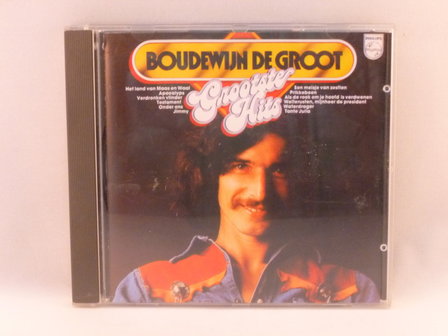 PHILIPS
BOUDEWIJN DE GROOT
Grootste
Hits
Het land van Maas en Waal
Apocalyps
Verdronken vlinder
Testament
Onder ons
Jimmy
Een meisje van zestien
Prikkebeen
Als de rook om je hoofd is verdwenen
Welterusten, mijnheer de president
Waterdrager
Tante Julia